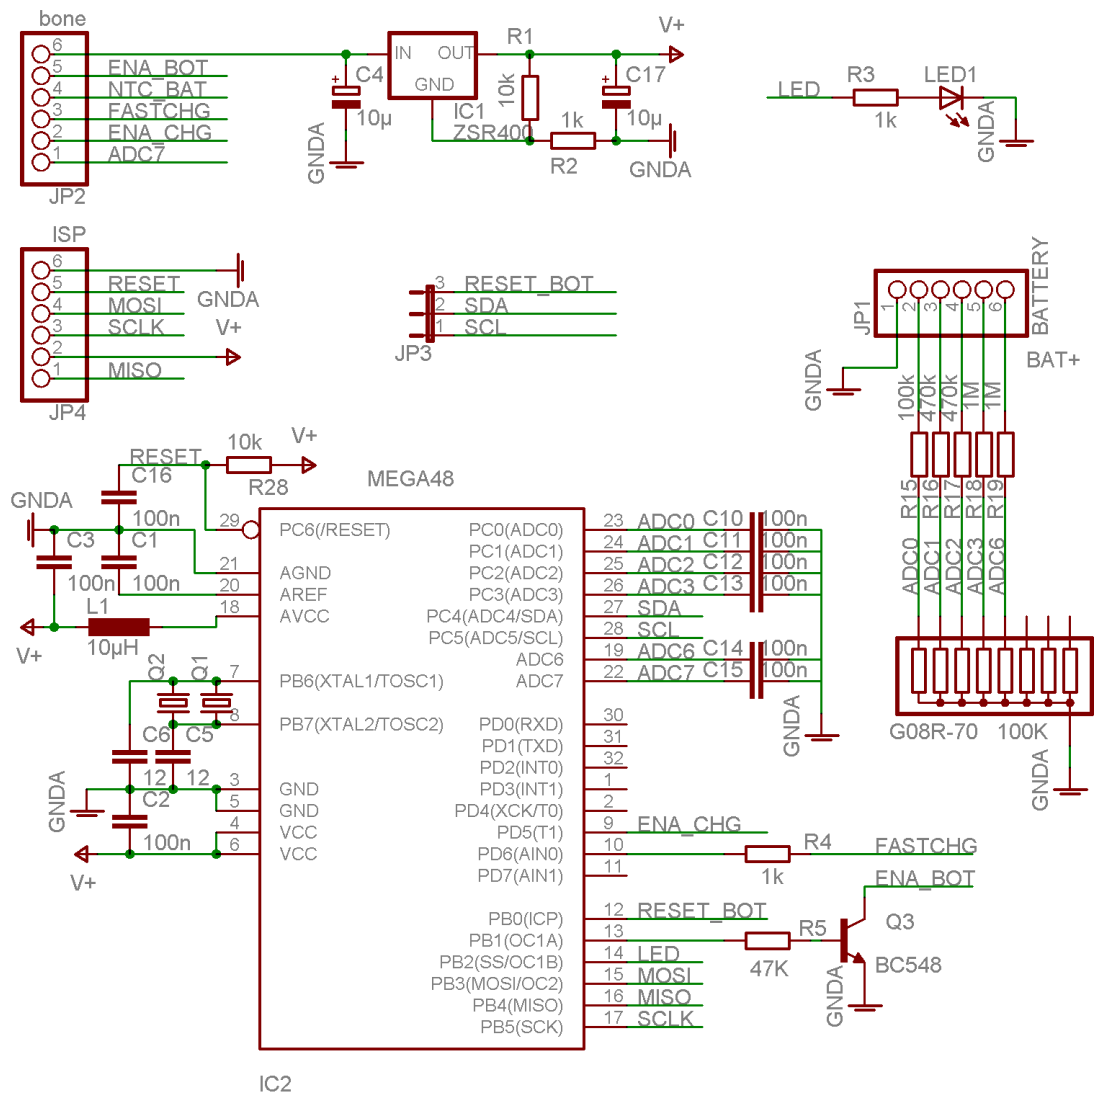 bone
6
5 ENA_BOT
4 NTC_BAT
3 FASTCHG
2 ENA_CHG
1 ADC7
JP2
IN OUT
GND
IC1
ZSR400
C4
10µ
+
GNDA
R1
10k
1k
R2
C17
10µ
+
V+
GNDA
LED
R3
1k
LED1
GNDA
ISP
6
5 RESET
4 MOSI
3 SCLK
2
1 MISO
JP4
GNDA
V+
3 RESET_BOT
2 SDA
1 SCL
JP3
JP1
1 2 3 4 5 6
BATTERY
BAT+
GNDA
100k 470k 470k 1M 1M
R15 R16 R17 R18 R19
ADC0 ADC1 ADC2 ADC3 ADC6
G08R-70 100K
GNDA
RESET
10k
V+
R28
C16
100n
GNDA
C3
100n
C1
100n
L1
10µH
V+
Q2 Q1
C6 C5
12 12
GNDA
C2
100n
V+
MEGA48
29 PC6(/RESET)
21 AGND
20 AREF
18 AVCC
7 PB6(XTAL1/TOSC1)
8 PB7(XTAL2/TOSC2)
3 GND
5 GND
4 VCC
6 VCC
PC0(ADC0) 23 ADC0 C10 100n
PC1(ADC1) 24 ADC1 C11 100n
PC2(ADC2) 25 ADC2 C12 100n
PC3(ADC3) 26 ADC3 C13 100n
PC4(ADC4/SDA) 27 SDA
PC5(ADC5/SCL) 28 SCL
ADC6 19 ADC6 C14 100n
ADC7 22 ADC7 C15 100n
GNDA
PD0(RXD) 30
PD1(TXD) 31
PD2(INT0) 32
PD3(INT1) 1
PD4(XCK/T0) 2
PD5(T1) 9 ENA_CHG
PD6(AIN0) 10 R4 FASTCHG
1k
PD7(AIN1) 11
ENA_BOT
PB0(ICP) 12 RESET_BOT
PB1(OC1A) 13 R5
47K
Q3
BC548
GNDA
PB2(SS/OC1B) 14 LED
PB3(MOSI/OC2) 15 MOSI
PB4(MISO) 16 MISO
PB5(SCK) 17 SCLK
IC2